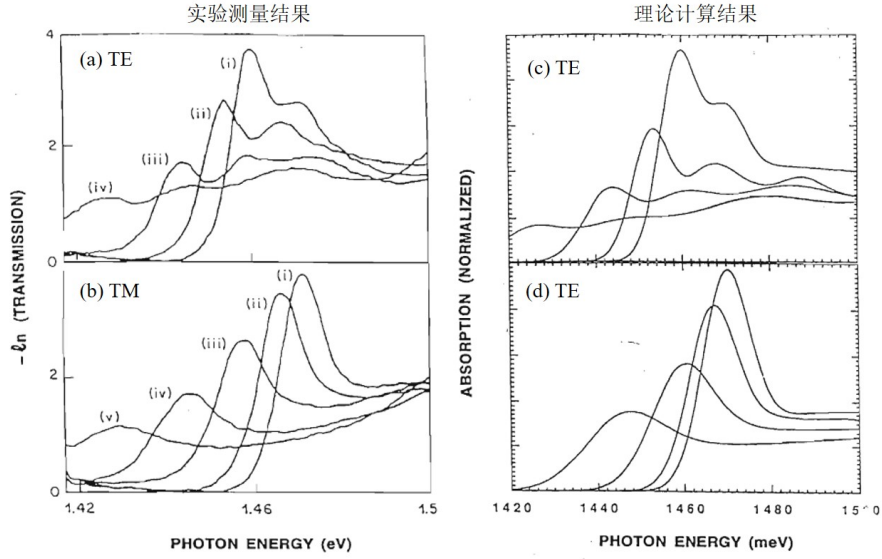 实验测量结果
理论计算结果
4
(a) TE
(i)
(ii)
(iii)
(iv)
2
0
(b) TM
(i)
(ii)
(iii)
(iv)
(v)
2
0
1.42
1.46
1.5
-ℓn (TRANSMISSION)
PHOTON ENERGY (eV)
(c) TE
(d) TE
ABSORPTION (NORMALIZED)
1420
1440
1460
1480
PHOTON ENERGY (meV)